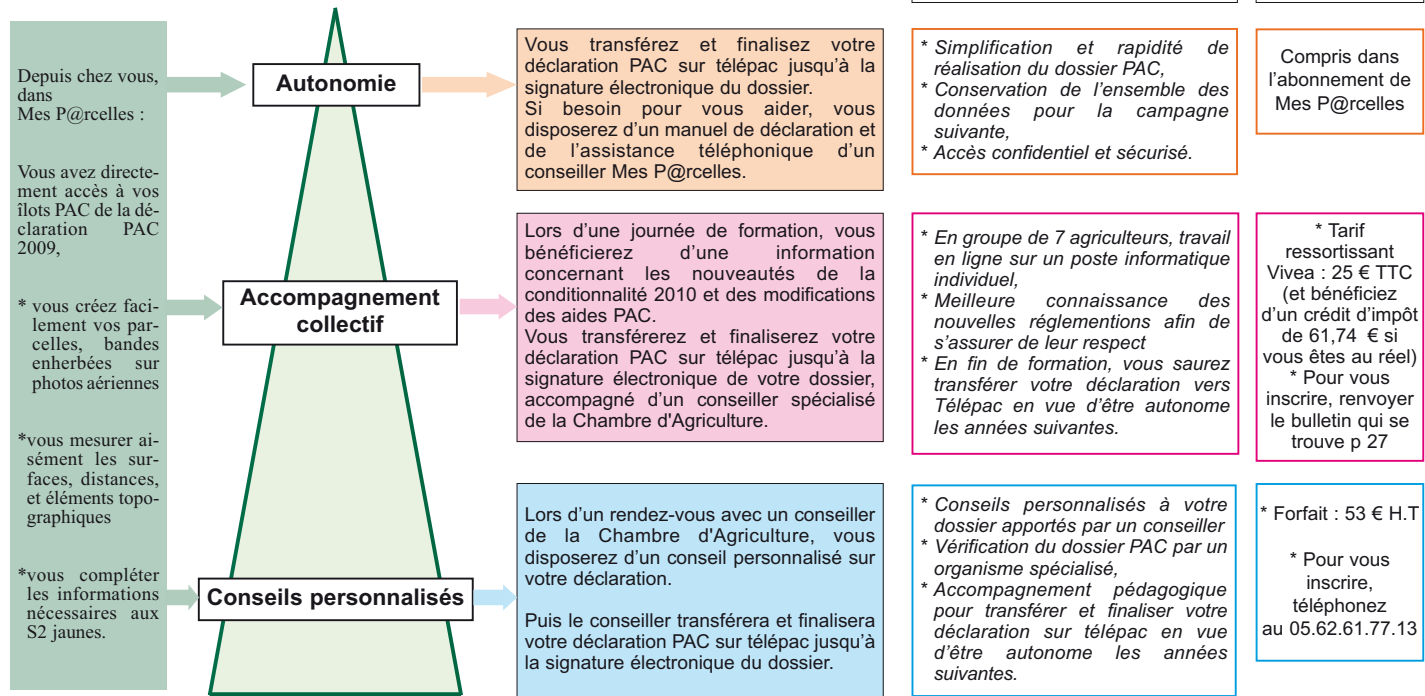 Depuis chez vous,
dans
Mes P@rcelles :
Vous avez directe-
ment accès à vos
îlots PAC de la dé-
claration PAC
2009,
* vous créez faci-
lement vos par-
celles, bandes
enherbées sur
photos aériennes
*vous mesurer ai-
sément les sur-
faces, distances,
et éléments topo-
graphiques
*vous compléter
les informations
nécessaires aux
S2 jaunes.
Autonomie
Vous transférez et finalisez votre
déclaration PAC sur télépac jusqu'à la
signature électronique du dossier.
Si besoin pour vous aider, vous
disposerez d'un manuel de déclaration et
de l'assistance téléphonique d'un
conseiller Mes P@rcelles.
* Simplification et rapidité de
réalisation du dossier PAC,
* Conservation de l'ensemble des
données pour la campagne
suivante,
* Accès confidentiel et sécurisé.
Compris dans
l'abonnement de
Mes P@rcelles
Accompagnement
collectif
Lors d'une journée de formation, vous
bénéficierez d'une information
concernant les nouveautés de la
conditionnalité 2010 et des modifications
des aides PAC.
Vous transférerez et finaliserez votre
déclaration PAC sur télépac jusqu'à la
signature électronique de votre dossier,
accompagné d'un conseiller spécialisé
de la Chambre d'Agriculture.
* En groupe de 7 agriculteurs, travail
en ligne sur un poste informatique
individuel,
* Meilleure connaissance des
nouvelles réglementions afin de
s'assurer de leur respect
* En fin de formation, vous saurez
transférer votre déclaration vers
Télépac en vue d'être autonome
les années suivantes.
* Tarif
ressortissant
Vivea : 25 € TTC
(et bénéficiez
d'un crédit d'impôt
de 61,74 € si
vous êtes au réel)
* Pour vous
inscrire, renvoyer
le bulletin qui se
trouve p 27
Conseils personnalisés
Lors d'un rendez-vous avec un conseiller
de la Chambre d'Agriculture, vous
disposerez d'un conseil personnalisé sur
votre déclaration.
Puis le conseiller transférera et finalisera
votre déclaration PAC sur télépac jusqu'à
la signature électronique du dossier.
* Conseils personnalisés à votre
dossier apportés par un conseiller
* Vérification du dossier PAC par un
organisme spécialisé,
* Accompagnement pédagogique
pour transférer et finaliser votre
déclaration sur télépac en vue
d'être autonome les années
suivantes.
* Forfait : 53 € H.T
* Pour vous
inscrire,
téléphonez
au 05.62.61.77.13